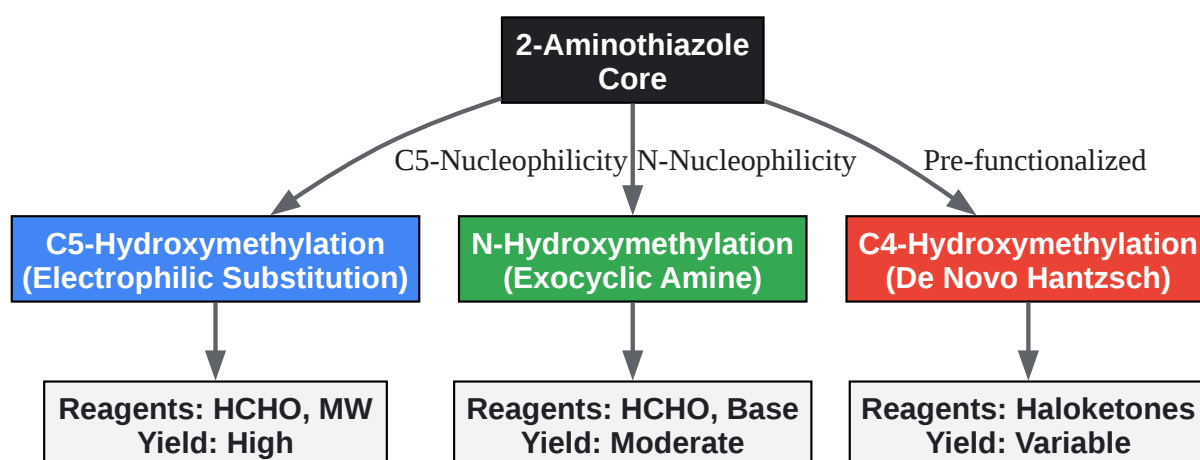 2-Aminothiazole
Core
C5-Nucleophilicity
N-Nucleophilicity
Pre-functionalized
C5-Hydroxymethylation
(Electrophilic Substitution)
N-Hydroxymethylation
(Exocyclic Amine)
C4-Hydroxymethylation
(De Novo Hantzsch)
Reagents: HCHO, MW
Yield: High
Reagents: HCHO, Base
Yield: Moderate
Reagents: Haloketones
Yield: Variable